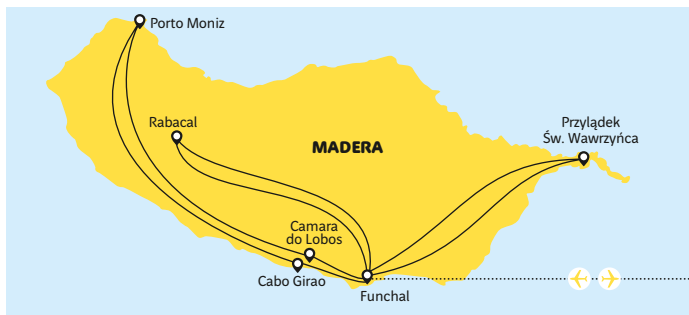 Porto Moniz
Rabacal
MADERA
Przylądek
Św. Wawrzyńca
Camara
do Lobos
Cabo Girao
Funchal